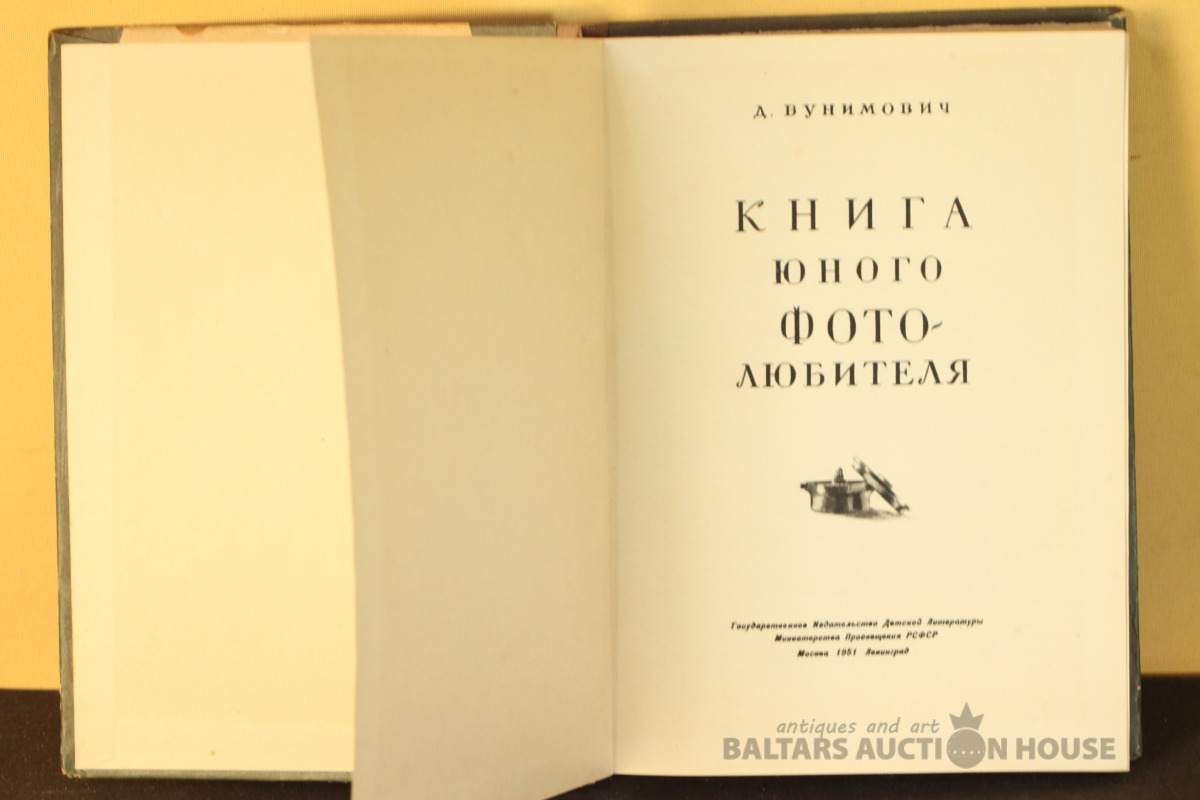 Д. БУНИМОВИЧ
КНИГА
ЮНОГО
ФОТО-
ЛЮБИТЕЛЯ
Государственное Издательство Детской Литературы
Министерства Просвещения РСФСР
Москва 1951 Ленинград
antiques and art
BALTARS AUCTION HOUSE